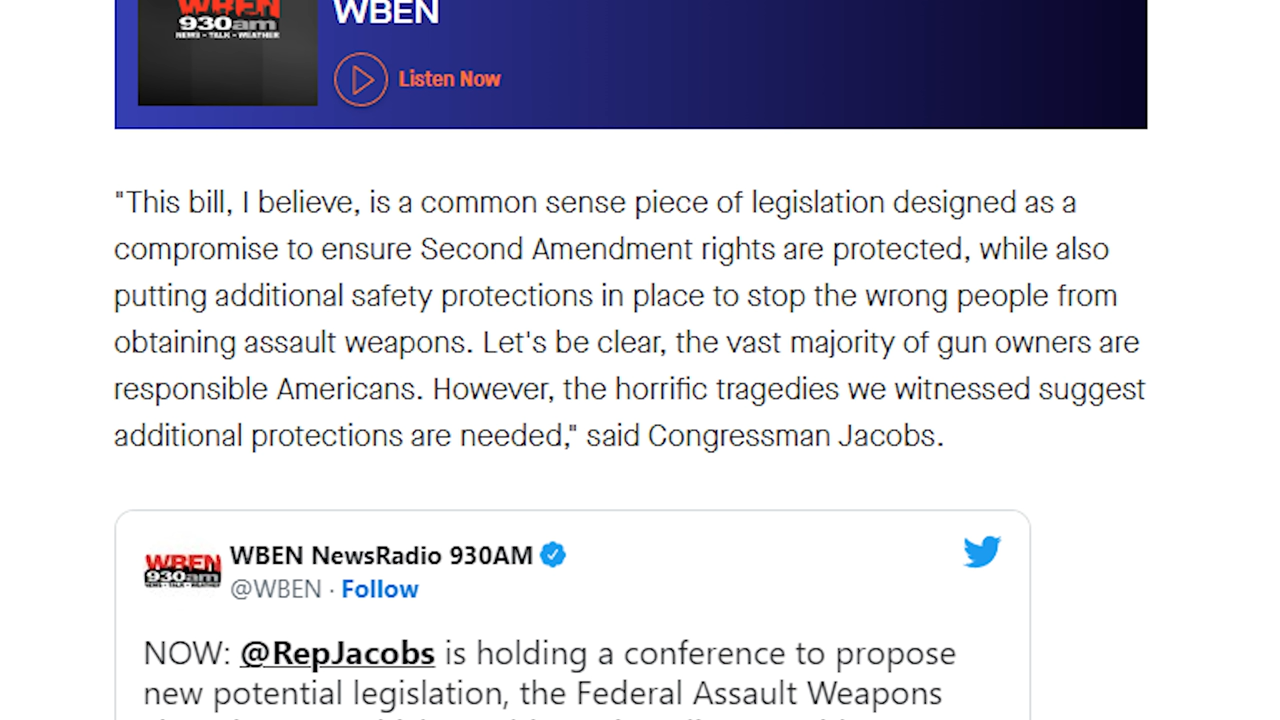 WBEN
930am
NEWS - TALK - WEATHER
WBEN
Listen Now
"This bill, I believe, is a common sense piece of legislation designed as a
compromise to ensure Second Amendment rights are protected, while also
putting additional safety protections in place to stop the wrong people from
obtaining assault weapons. Let's be clear, the vast majority of gun owners are
responsible Americans. However, the horrific tragedies we witnessed suggest
additional protections are needed," said Congressman Jacobs.
WBEN
930am
NEWS - TALK - WEATHER
WBEN NewsRadio 930AM
@WBEN · Follow
NOW: @RepJacobs is holding a conference to propose
new potential legislation, the Federal Assault Weapons